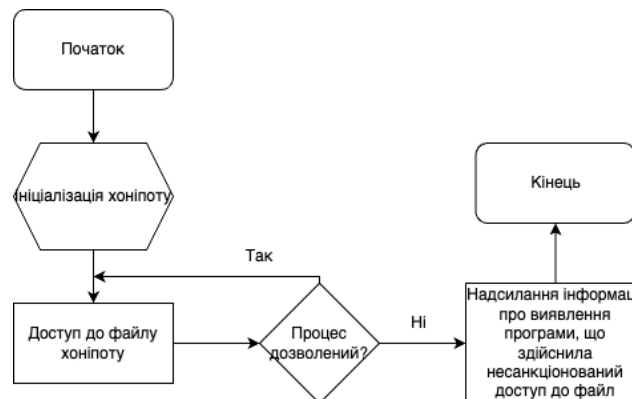 Початок
ініціалізація хоніпоту
Кінець
Так
Доступ до файлу
хоніпоту
Процес
дозволений?
Ні
Надсилання інформац
про виявлення
програми, що
здійснила
несанкціонований
доступ до файл